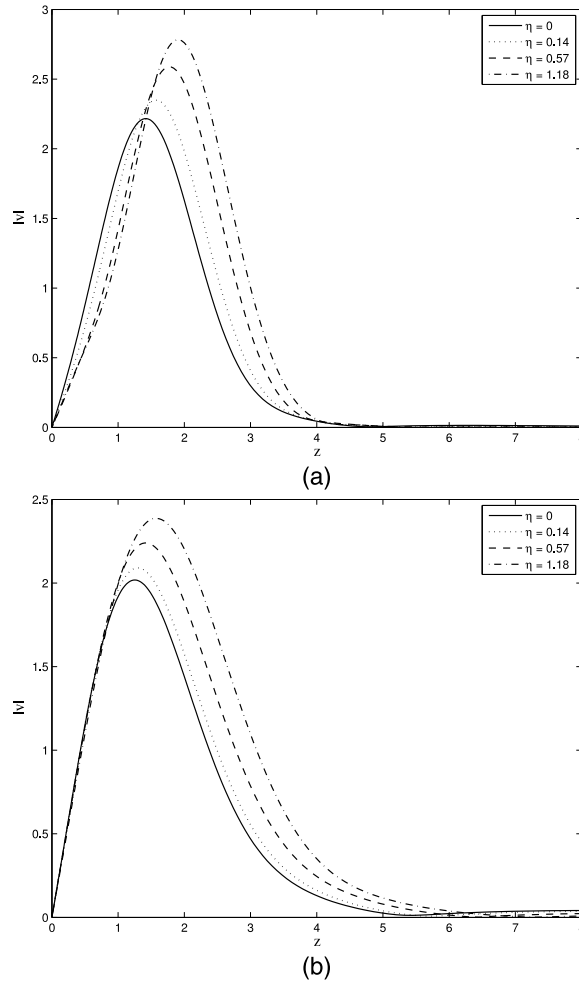 3
2.5
2
1.5
1
0.5
0
|v|
η = 0
η = 0.14
η = 0.57
η = 1.18
0 1 2 3 4 5 6 7
z
(a)
2.5
2
1.5
1
0.5
0
|v|
η = 0
η = 0.14
η = 0.57
η = 1.18
0 1 2 3 4 5 6 7
z
(b)